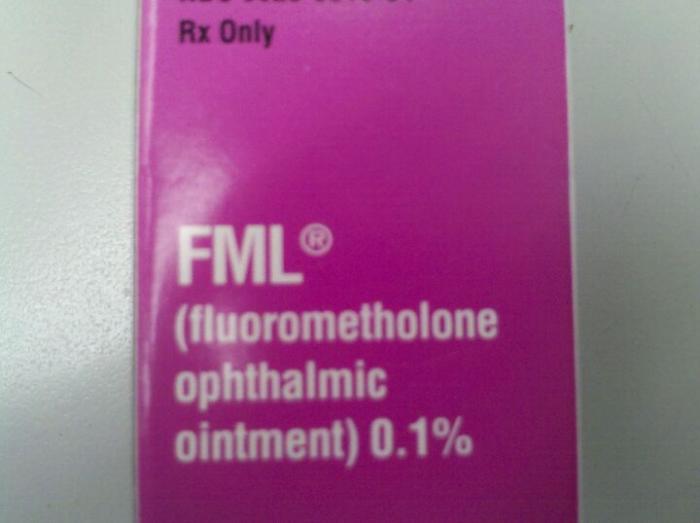 Rx Only
FML®
(fluorometholone
ophthalmic
ointment) 0.1%